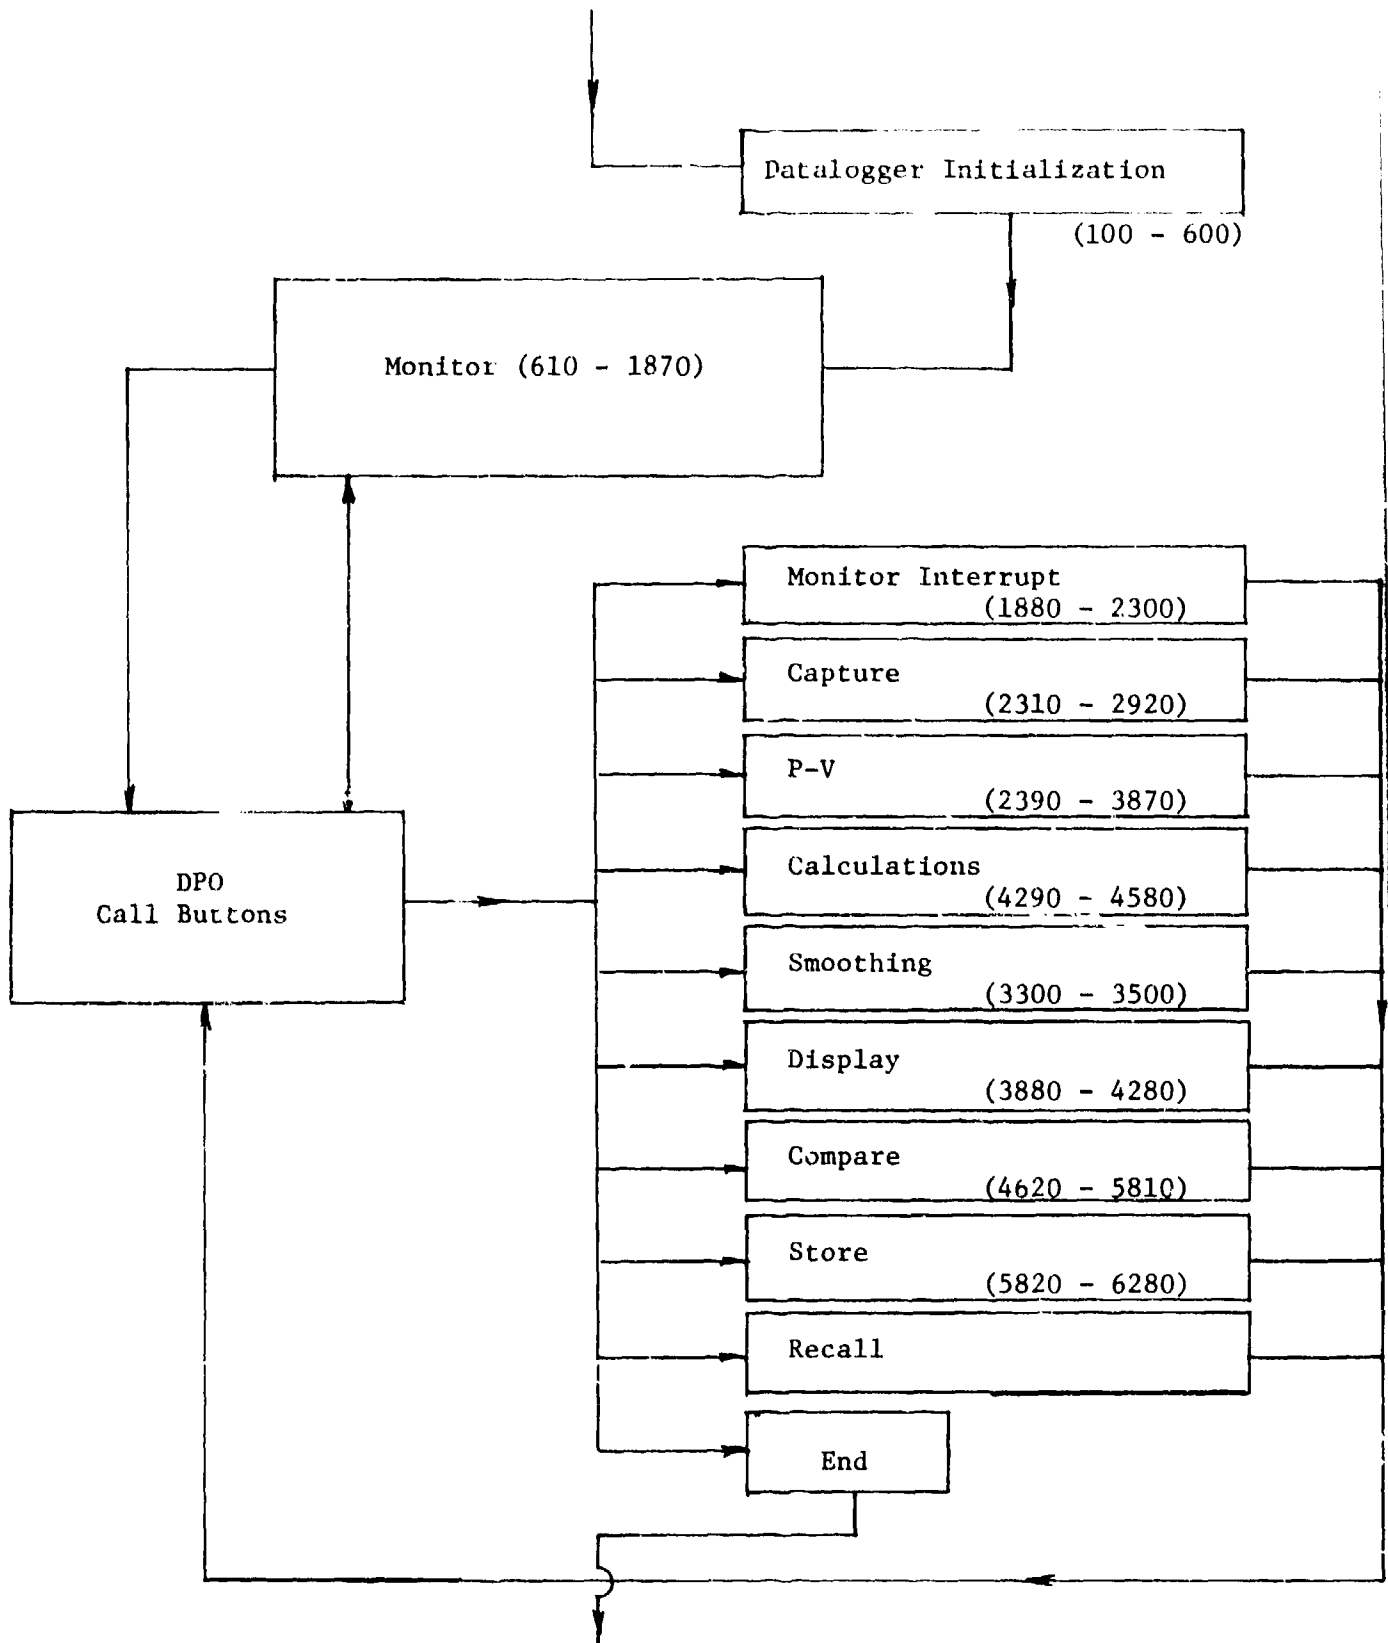 Datalogger Initialization
(100 - 600)
Monitor (610 - 1870)
DPO
Call Buttons
Monitor Interrupt
(1880 - 2300)
Capture
(2310 - 2920)
P-V
(2390 - 3870)
Calculations
(4290 - 4580)
Smoothing
(3300 - 3500)
Display
(3880 - 4280)
Compare
(4620 - 5810)
Store
(5820 - 6280)
Recall
End